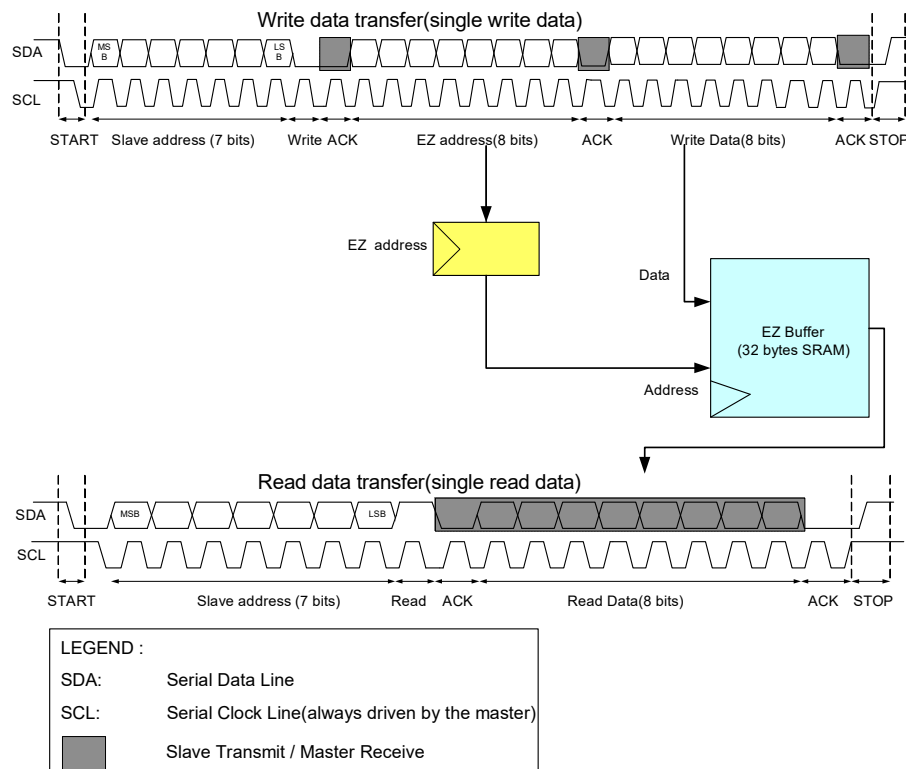 Write data transfer(single write data)
SDA
MS
B
LS
B
SCL
START Slave address (7 bits) Write ACK EZ address(8 bits) ACK Write Data(8 bits) ACK STOP
EZ address
Data
EZ Buffer
(32 bytes SRAM)
Address
Read data transfer(single read data)
SDA
MSB
LSB
SCL
START Slave address (7 bits) Read ACK Read Data(8 bits) ACK STOP
LEGEND :
SDA: Serial Data Line
SCL: Serial Clock Line(always driven by the master)
Slave Transmit / Master Receive